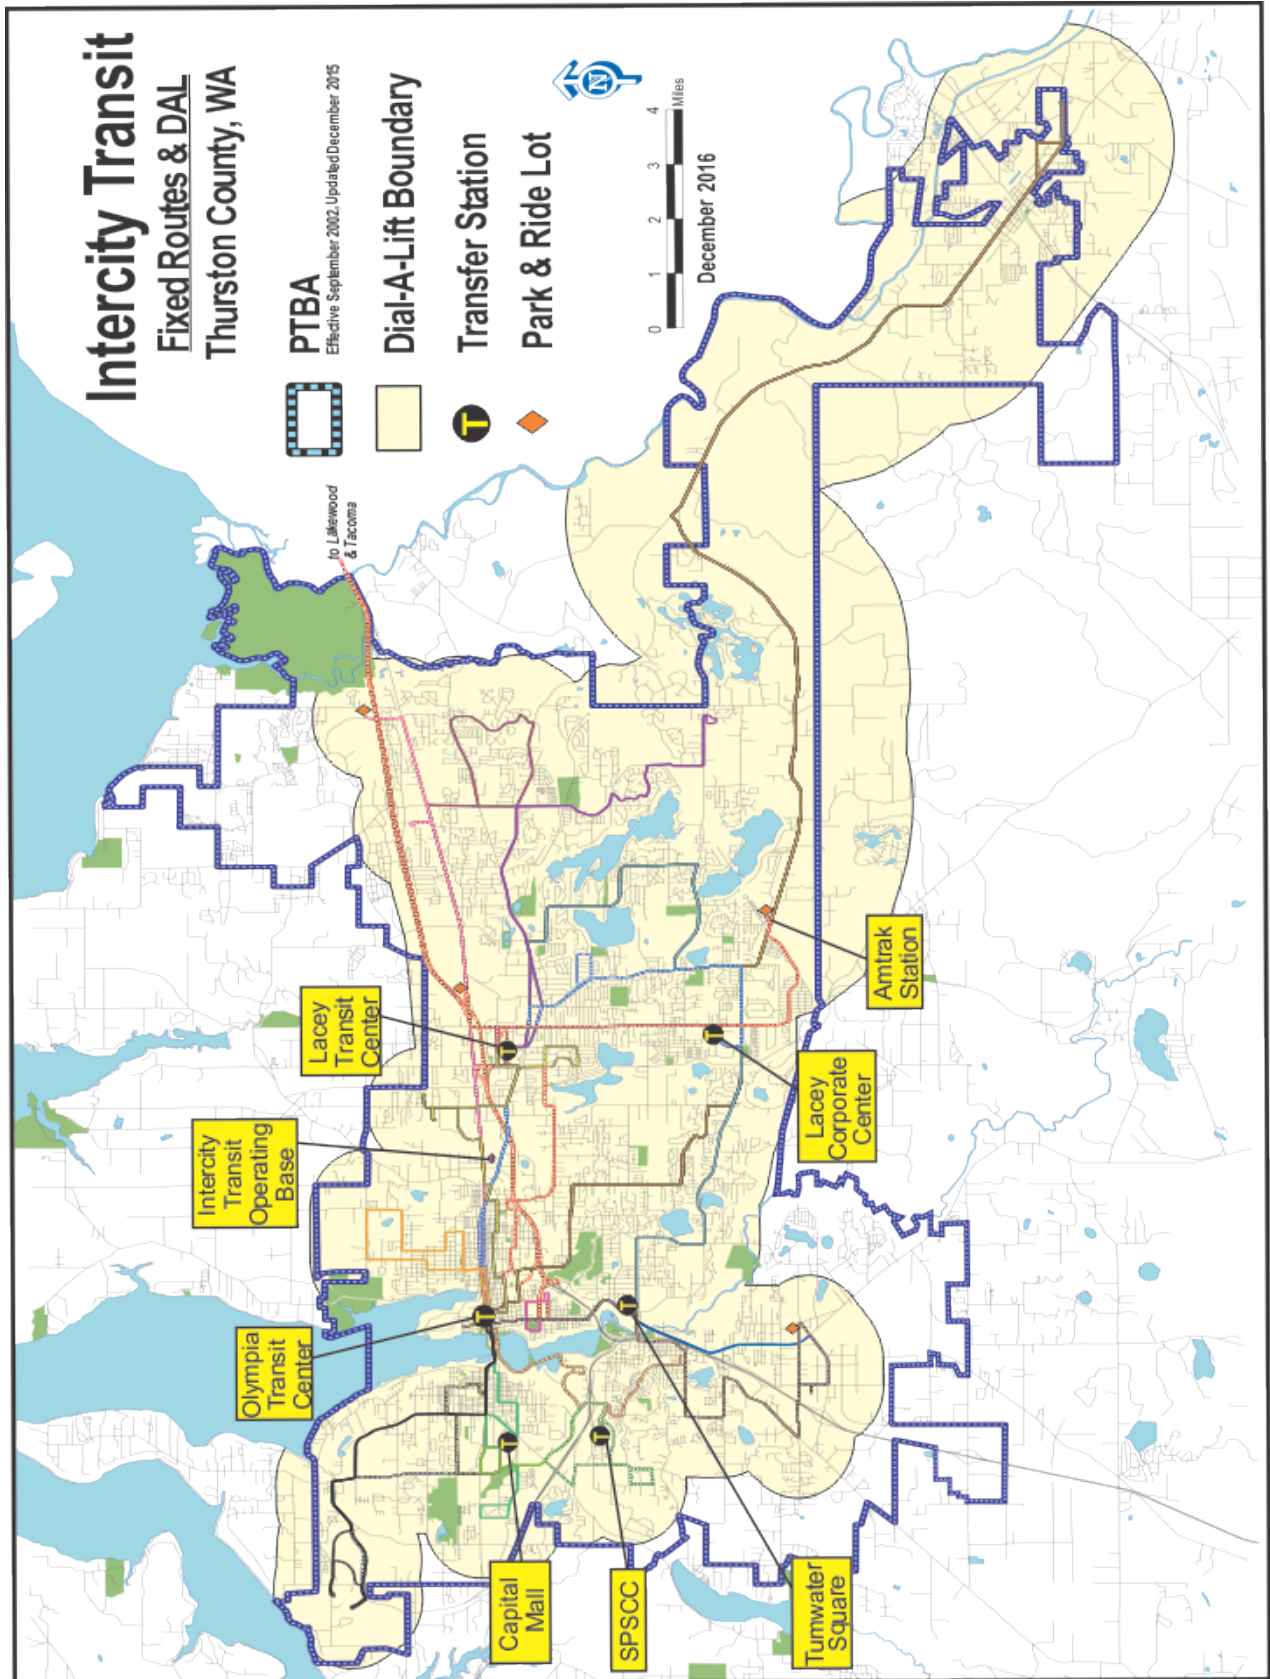 Intercity Transit
Fixed Routes & DAL
Thurston County, WA
PTBA
Effective September 2002, Updated December 2015
Dial-A-Lift Boundary
T
Transfer Station
Park & Ride Lot
N
0 1 2 3 4
Miles
December 2016
to Lakewood
& Tacoma
Lacey
Transit
Center
Intercity
Transit
Operating
Base
Olympia
Transit
Center
Capital
Mall
SPSCC
Tumwater
Square
Lacey
Corporate
Center
Amtrak
Station
T
T
T
T
T
T